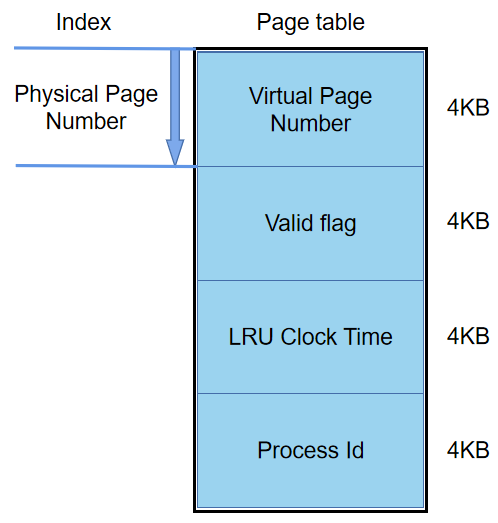 Index
Page table
Physical Page
Number
Virtual Page
Number
4KB
Valid flag
4KB
LRU Clock Time
4KB
Process Id
4KB